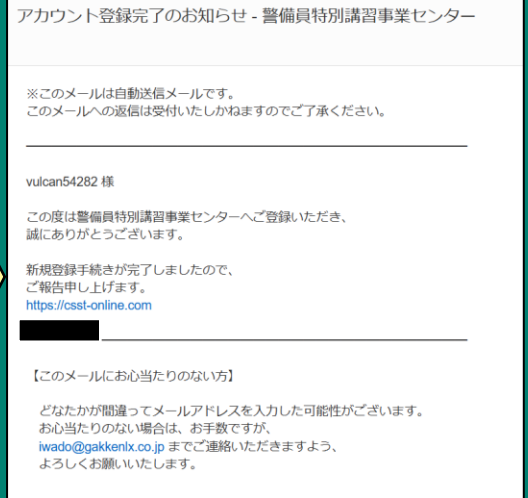 アカウント登録完了のお知らせ - 警備員特別講習事業センター
※このメールは自動送信メールです。
このメールへの返信は受付いたしかねますのでご了承ください。
vulcan54282 様
この度は警備員特別講習事業センターへご登録いただき、
誠にありがとうございます。
新規登録手続きが完了しましたので、
ご報告申し上げます。
https://csst-online.com
【このメールにお心当たりのない方】
どなたかが間違ってメールアドレスを入力した可能性がございます。
お心当たりのない場合は、お手数ですが、
iwado@gakkenlx.co.jp までご連絡いただきますよう、
よろしくお願いいたします。